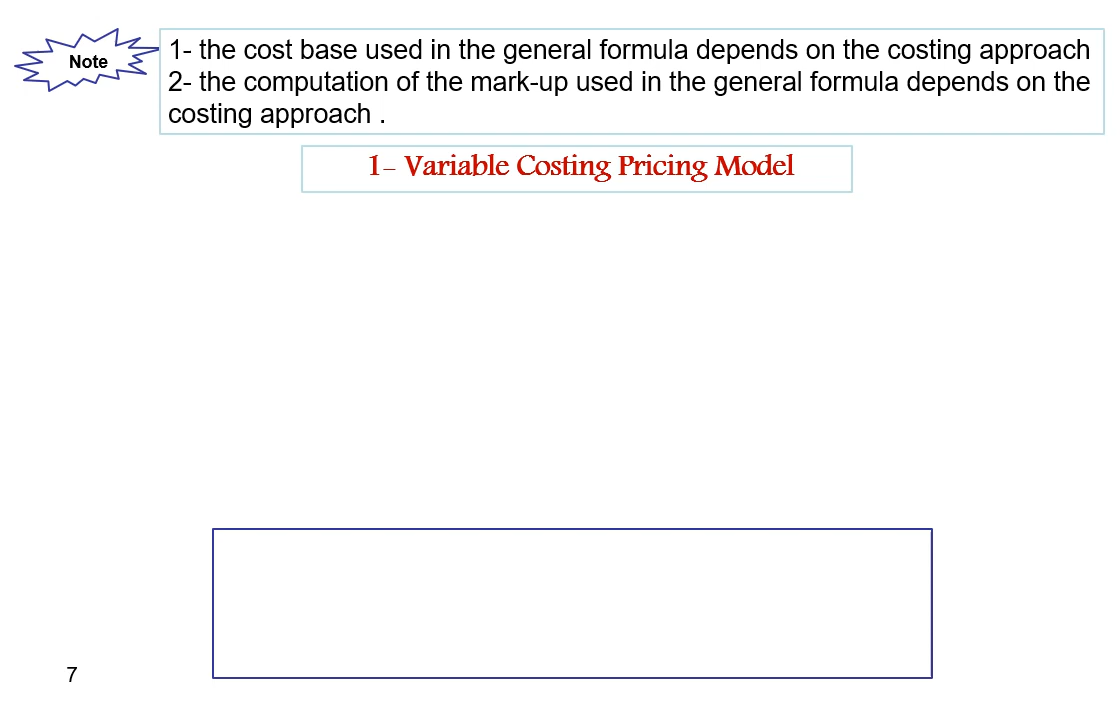 Note
1- the cost base used in the general formula depends on the costing approach
2- the computation of the mark-up used in the general formula depends on the
costing approach .
1- Variable Costing Pricing Model
7